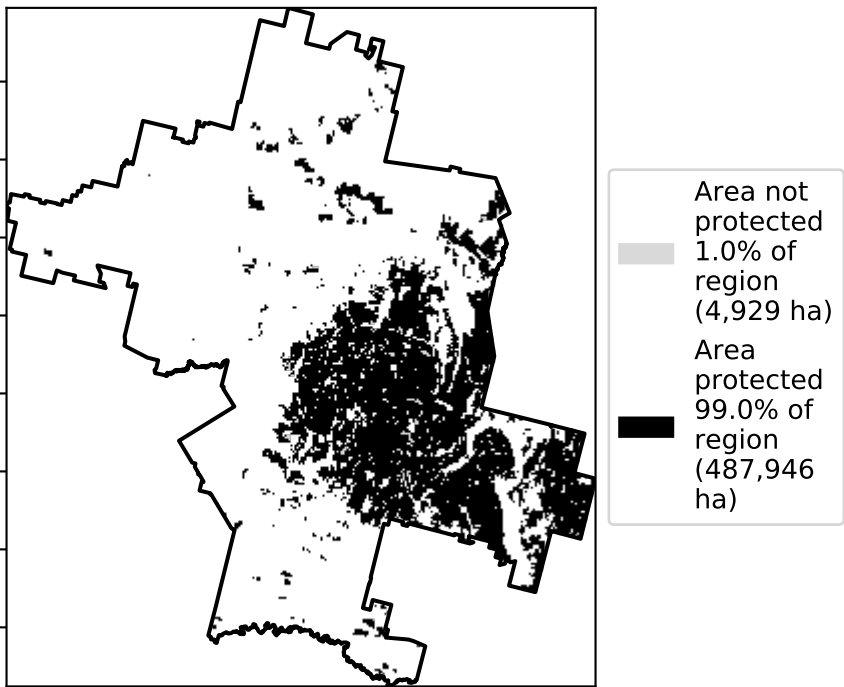 Area not
protected
1.0% of
region
(4,929 ha)
Area
protected
99.0% of
region
(487,946
ha)